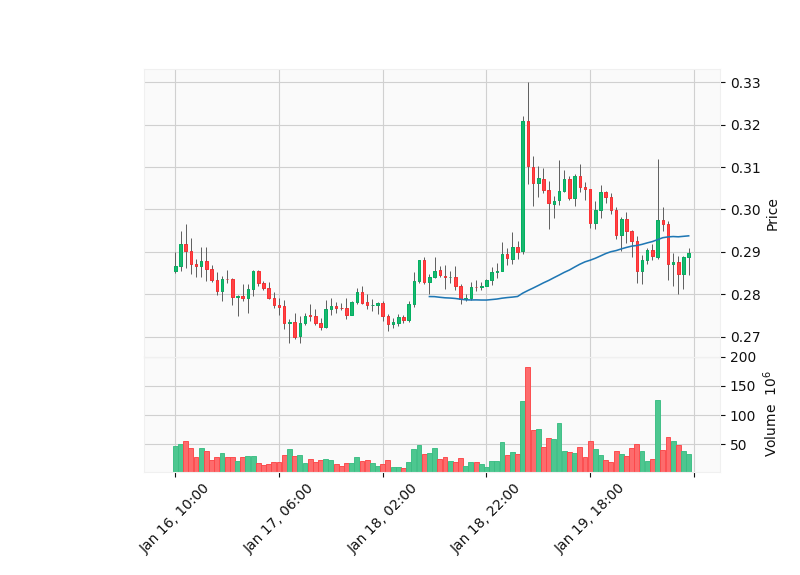 0.33
0.32
0.31
0.30
0.29
0.28
0.27
Price
200
150
100
50
Volume 10⁶
Jan 16, 10:00
Jan 17, 06:00
Jan 18, 02:00
Jan 18, 22:00
Jan 19, 18:00